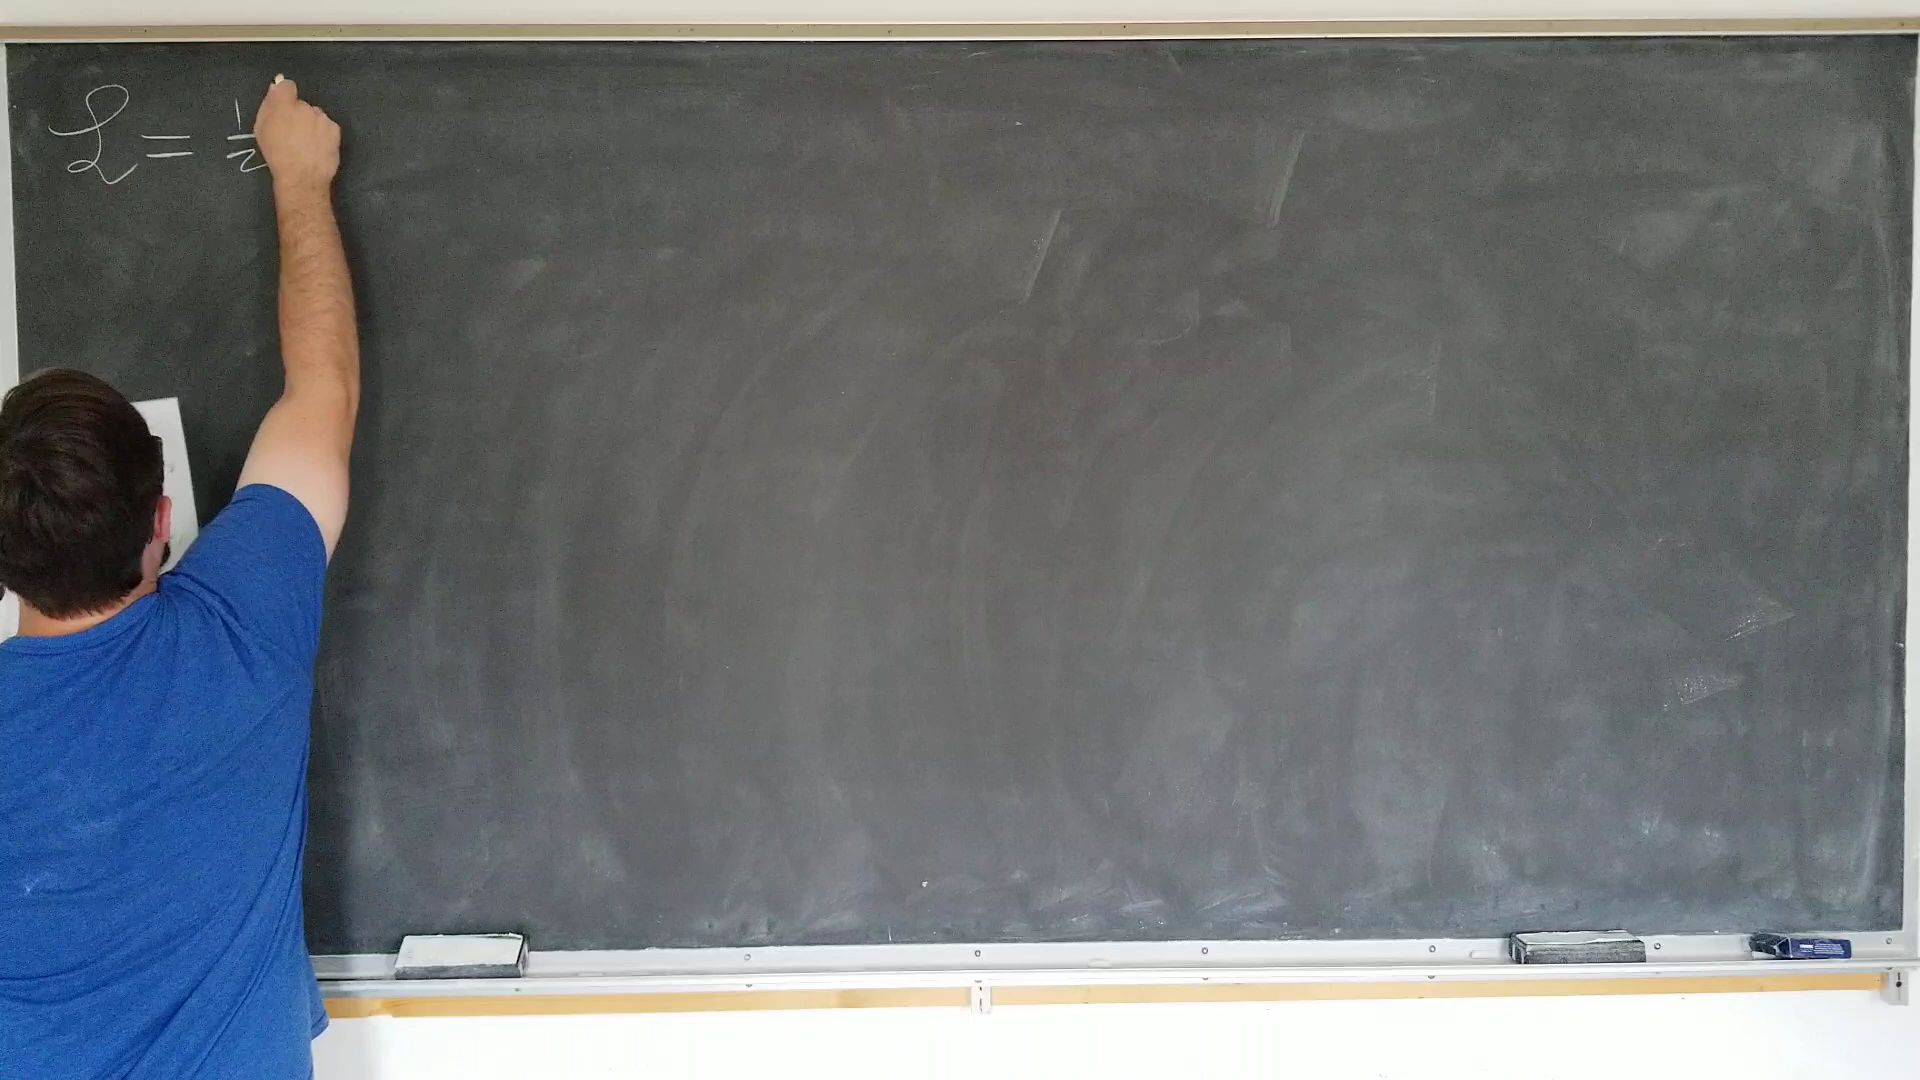 ℒ = 1/2